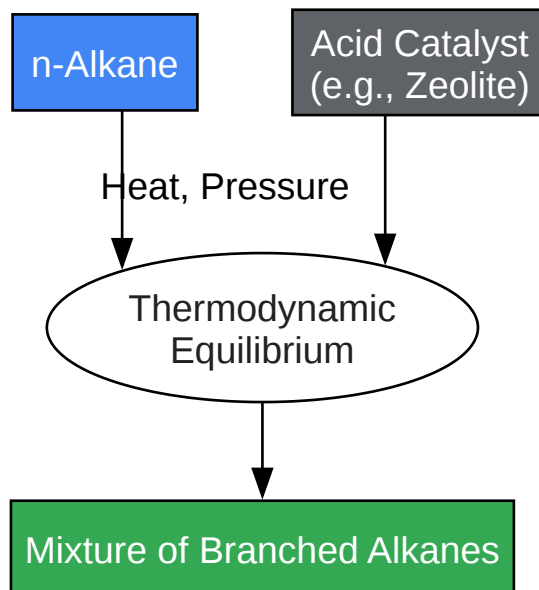 n-Alkane
Acid Catalyst
(e.g., Zeolite)
Heat, Pressure
Thermodynamic
Equilibrium
Mixture of Branched Alkanes